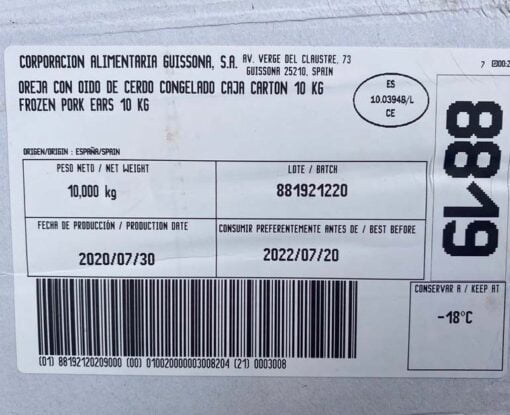 CORPORACION ALIMENTARIA GUISSONA, S.A. AV. VERGE DEL CLAUSTRE, 73
GUISSONA 25210, SPAIN
OREJA CON OIDO DE CERDO CONGELADO CAJA CARTON 10 KG
FROZEN PORK EARS 10 KG
ES
10.03948/L
CE
7
8819
ORIGEN/ORIGIN : ESPAÑA/SPAIN
PESO NETO / NET WEIGHT
10,000 kg
LOTE / BATCH
881921220
FECHA DE PRODUCCIÓN / PRODUCTION DATE
2020/07/30
CONSUMIR PREFERENTEMENTE ANTES DE / BEST BEFORE
2022/07/20
CONSERVAR A / KEEP AT
-18°C
(01) 88192120209000 (00) 010020000003008204 (21) 0003008